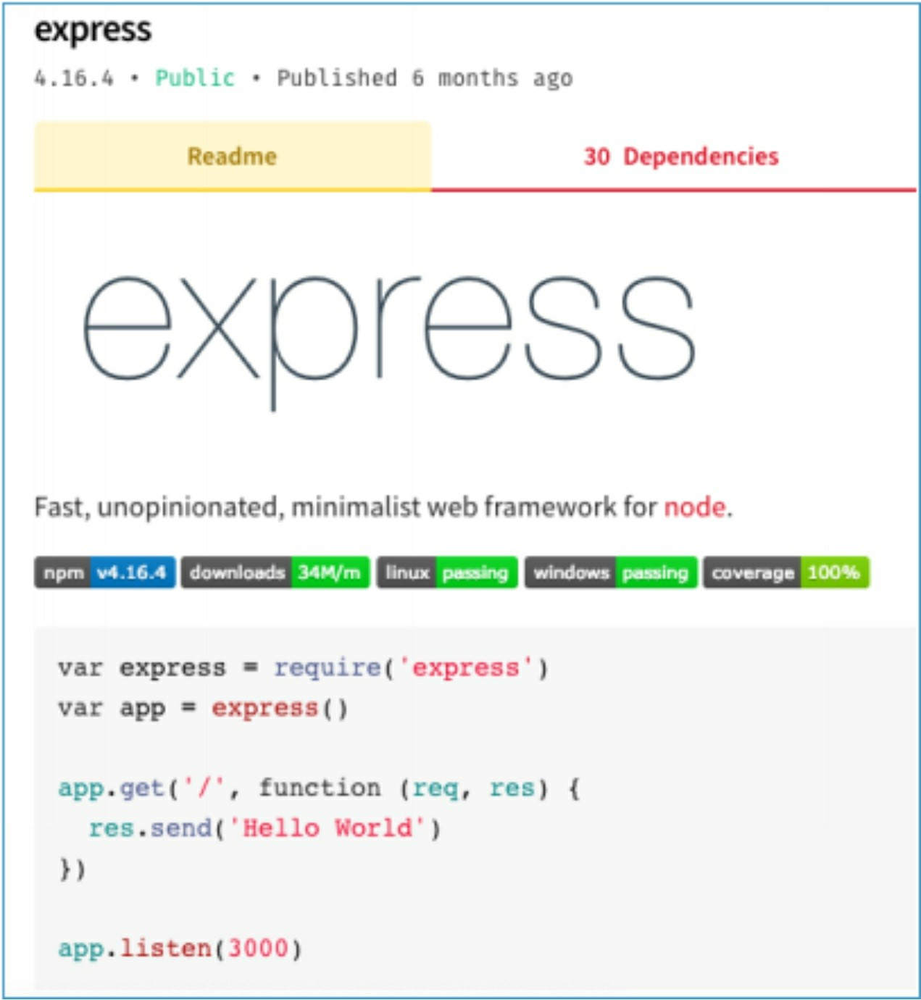 express
4.16.4 • Public • Published 6 months ago
Readme
30 Dependencies
express
Fast, unopinionated, minimalist web framework for node.
npm v4.16.4 downloads 34M/m linux passing windows passing coverage 100%
var express = require('express')
var app = express()
app.get('/', function (req, res) {
  res.send('Hello World')
})
app.listen(3000)